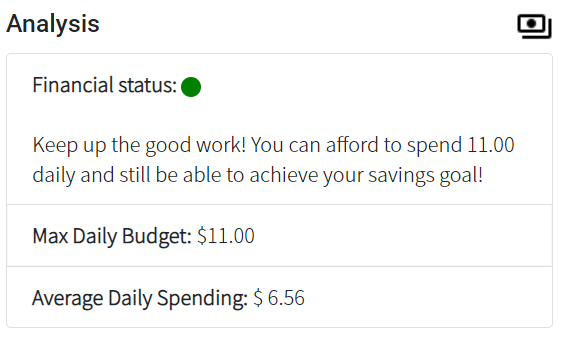 Analysis
Financial status:
Keep up the good work! You can afford to spend 11.00
daily and still be able to achieve your savings goal!
Max Daily Budget: $11.00
Average Daily Spending: $ 6.56